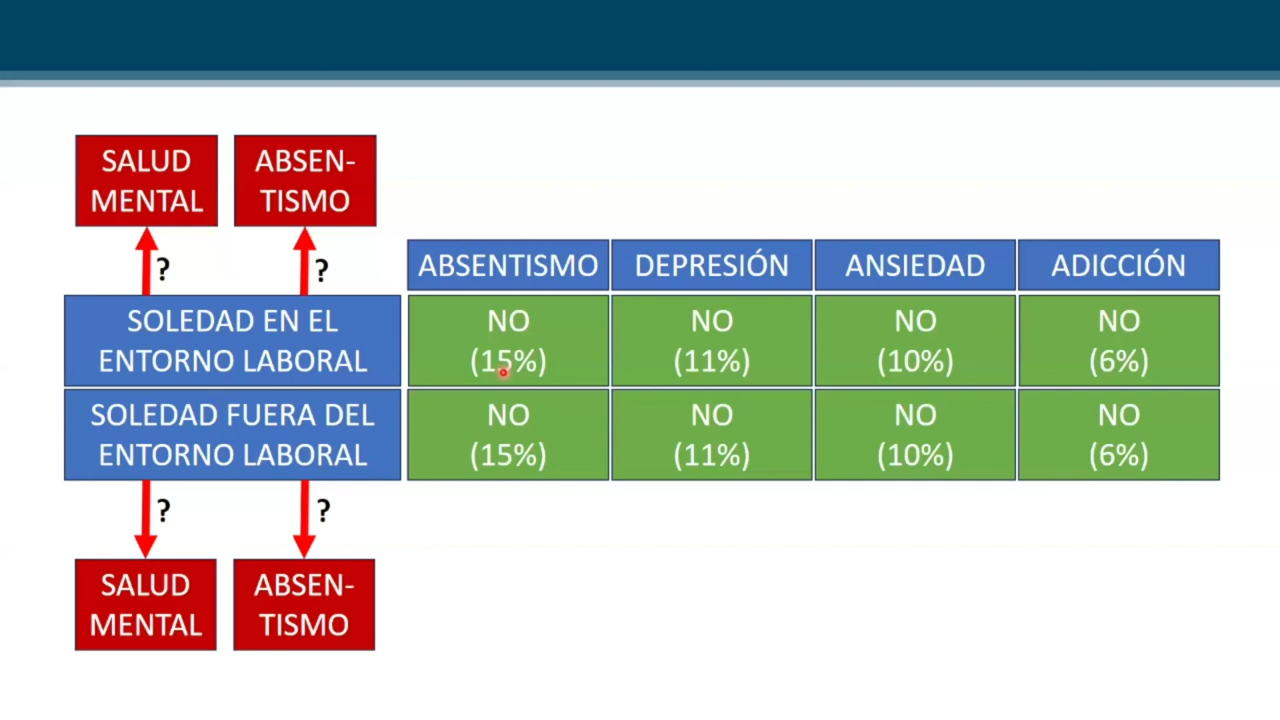 SALUD
MENTAL
ABSEN-
TISMO
?
?
ABSENTISMO
DEPRESIÓN
ANSIEDAD
ADICCIÓN
SOLEDAD EN EL
ENTORNO LABORAL
NO
(15%)
NO
(11%)
NO
(10%)
NO
(6%)
SOLEDAD FUERA DEL
ENTORNO LABORAL
NO
(15%)
NO
(11%)
NO
(10%)
NO
(6%)
?
?
SALUD
MENTAL
ABSEN-
TISMO